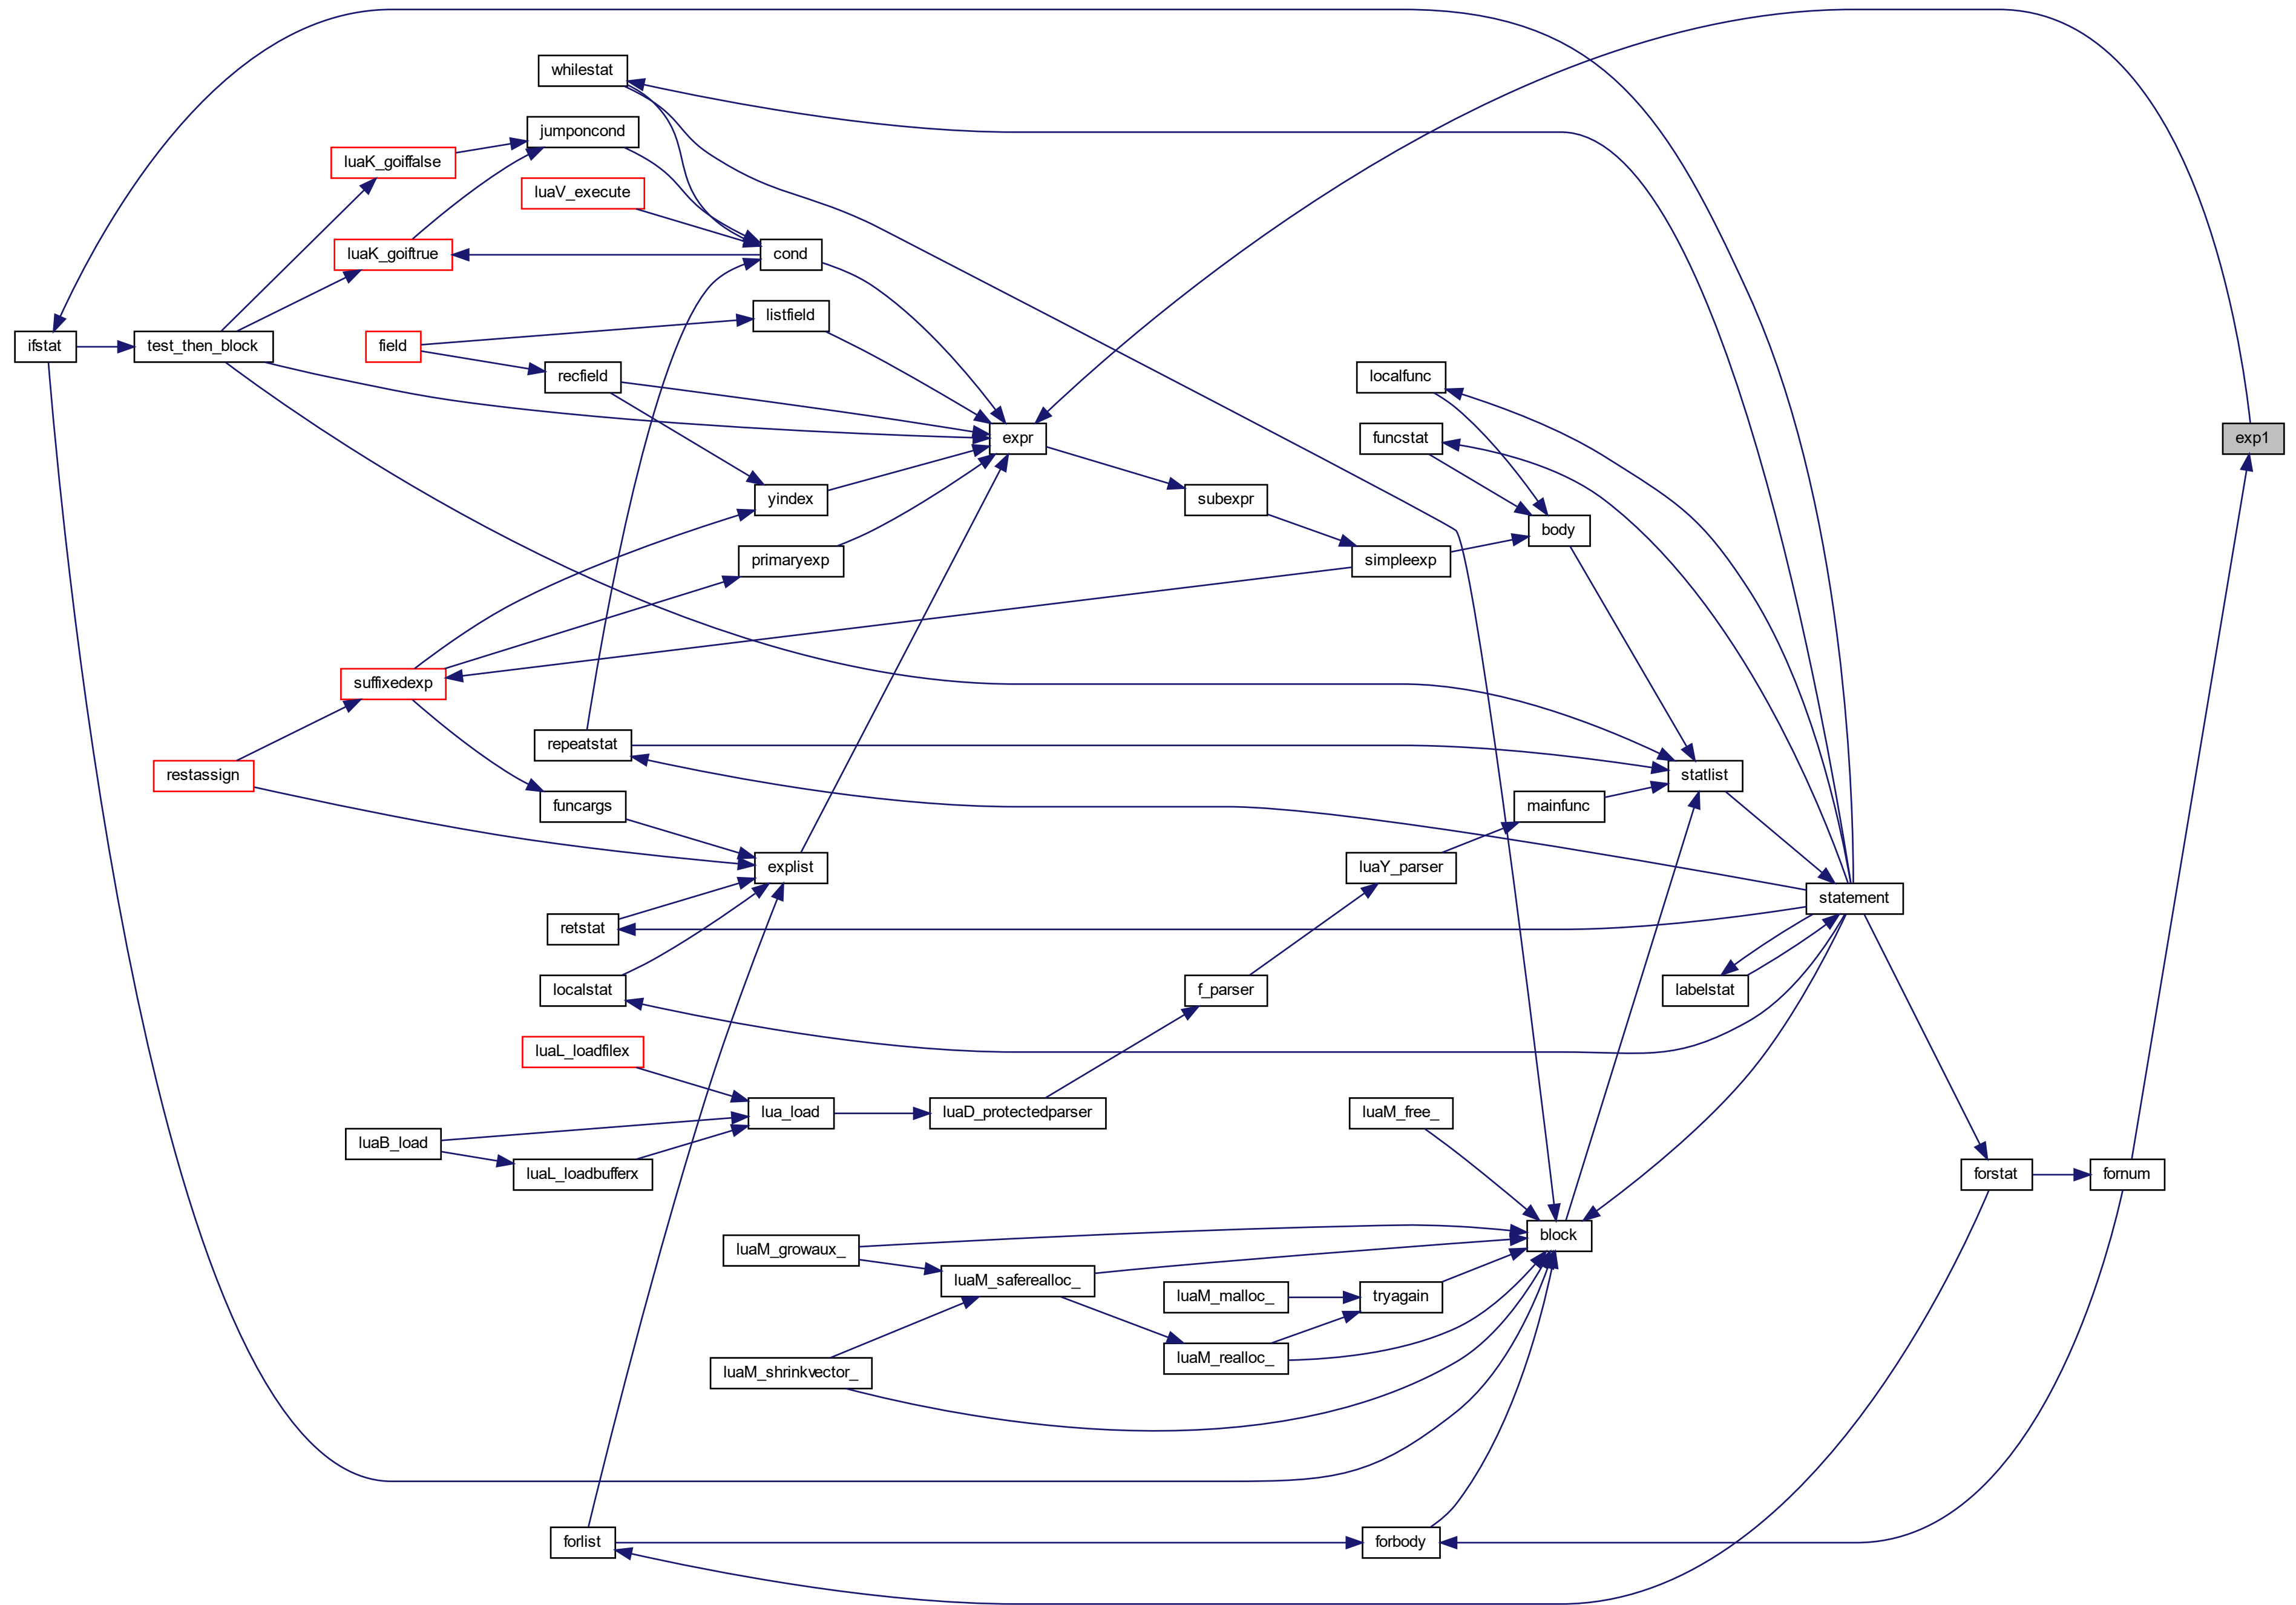 whilestat
jumponcond
luaK_goiffalse
luaV_execute
luaK_goiftrue
cond
listfield
ifstat
test_then_block
field
recfield
localfunc
expr
funcstat
exp1
yindex
subexpr
body
primaryexp
simpleexp
suffixedexp
repeatstat
restassign
statlist
funcargs
mainfunc
explist
luaY_parser
statement
retstat
localstat
f_parser
labelstat
luaL_loadfilex
lua_load
luaD_protectedparser
luaM_free_
luaB_load
luaL_loadbufferx
forstat
fornum
block
luaM_growaux_
luaM_saferealloc_
luaM_malloc_
tryagain
luaM_realloc_
luaM_shrinkvector_
forlist
forbody